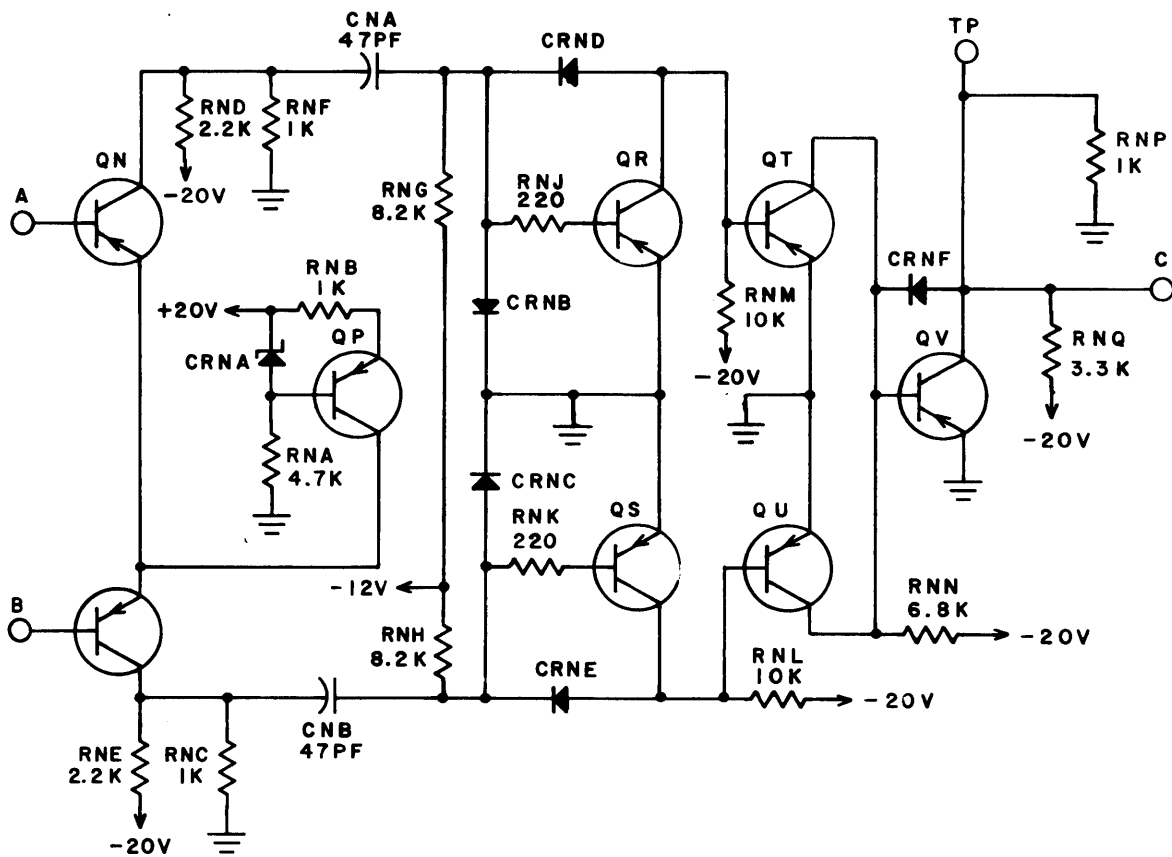 CNA
47PF
CRND
TP
RND
2.2K
RNF
1K
-20V
QN
A
RNG
8.2K
RNJ
220
QR
QT
RNP
1K
C
CRNF
RNB
1K
+20V
CRNA
QP
CRNB
RNM
10K
-20V
QV
RNQ
3.3K
-20V
RNA
4.7K
CRNC
RNK
220
QS
QU
-12V
B
RNH
8.2K
RNN
6.8K
-20V
CRNE
RNL
10K
-20V
CNB
47PF
RNE
2.2K
RNC
1K
-20V